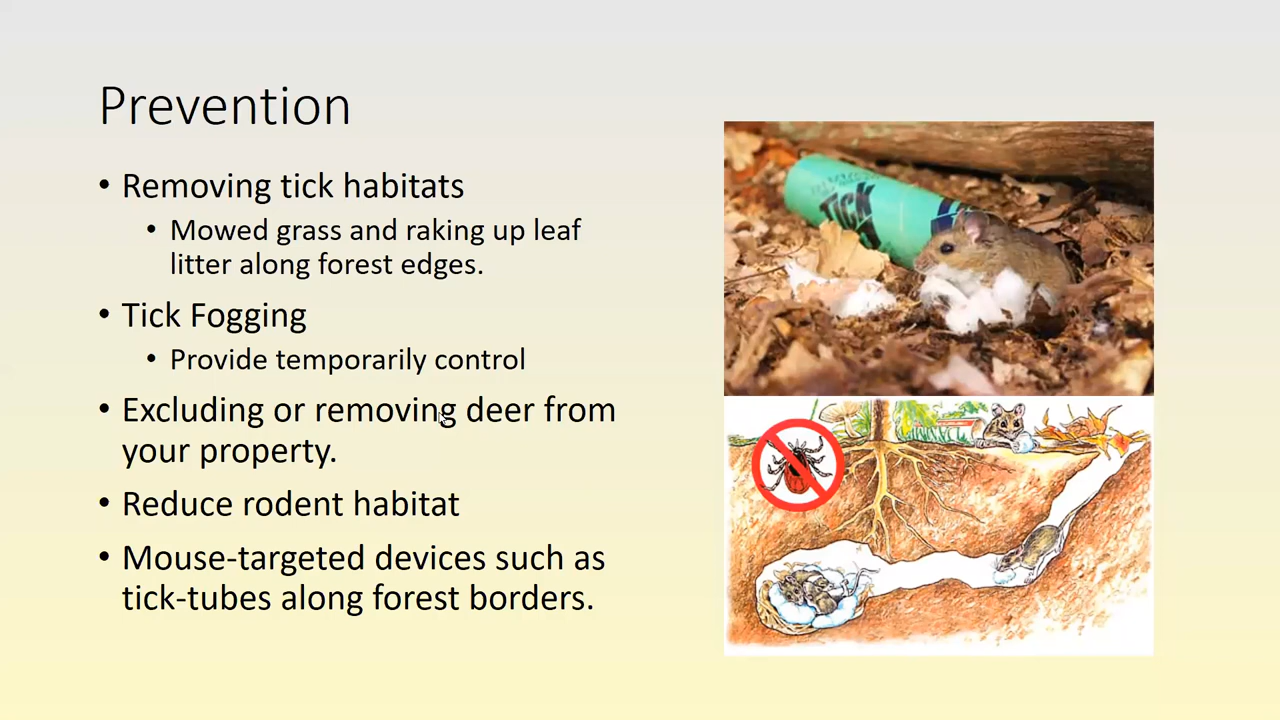 Prevention
• Removing tick habitats
• Mowed grass and raking up leaf
litter along forest edges.
• Tick Fogging
• Provide temporarily control
• Excluding or removing deer from
your property.
• Reduce rodent habitat
• Mouse-targeted devices such as
tick-tubes along forest borders.
TICK